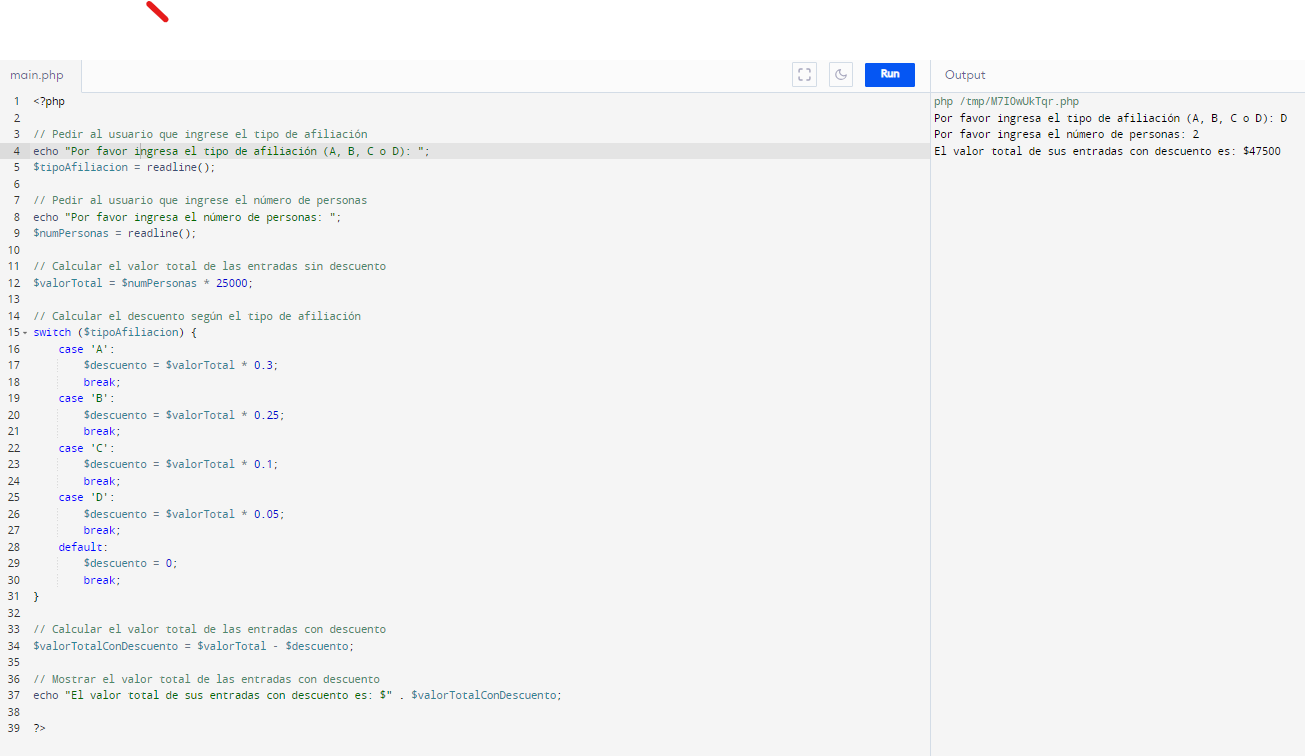 main.php
Run
Output
1 <?php
2
3 // Pedir al usuario que ingrese el tipo de afiliación
4 echo "Por favor ingresa el tipo de afiliación (A, B, C o D): ";
5 $tipoAfiliacion = readline();
6
7 // Pedir al usuario que ingrese el número de personas
8 echo "Por favor ingresa el número de personas: ";
9 $numPersonas = readline();
10
11 // Calcular el valor total de las entradas sin descuento
12 $valorTotal = $numPersonas * 25000;
13
14 // Calcular el descuento según el tipo de afiliación
15 switch ($tipoAfiliacion) {
16     case 'A':
17         $descuento = $valorTotal * 0.3;
18         break;
19     case 'B':
20         $descuento = $valorTotal * 0.25;
21         break;
22     case 'C':
23         $descuento = $valorTotal * 0.1;
24         break;
25     case 'D':
26         $descuento = $valorTotal * 0.05;
27         break;
28     default:
29         $descuento = 0;
30         break;
31 }
32
33 // Calcular el valor total de las entradas con descuento
34 $valorTotalConDescuento = $valorTotal - $descuento;
35
36 // Mostrar el valor total de las entradas con descuento
37 echo "El valor total de sus entradas con descuento es: $" . $valorTotalConDescuento;
38
39 ?>
php /tmp/M7IOwUkTqr.php
Por favor ingresa el tipo de afiliación (A, B, C o D): D
Por favor ingresa el número de personas: 2
El valor total de sus entradas con descuento es: $47500